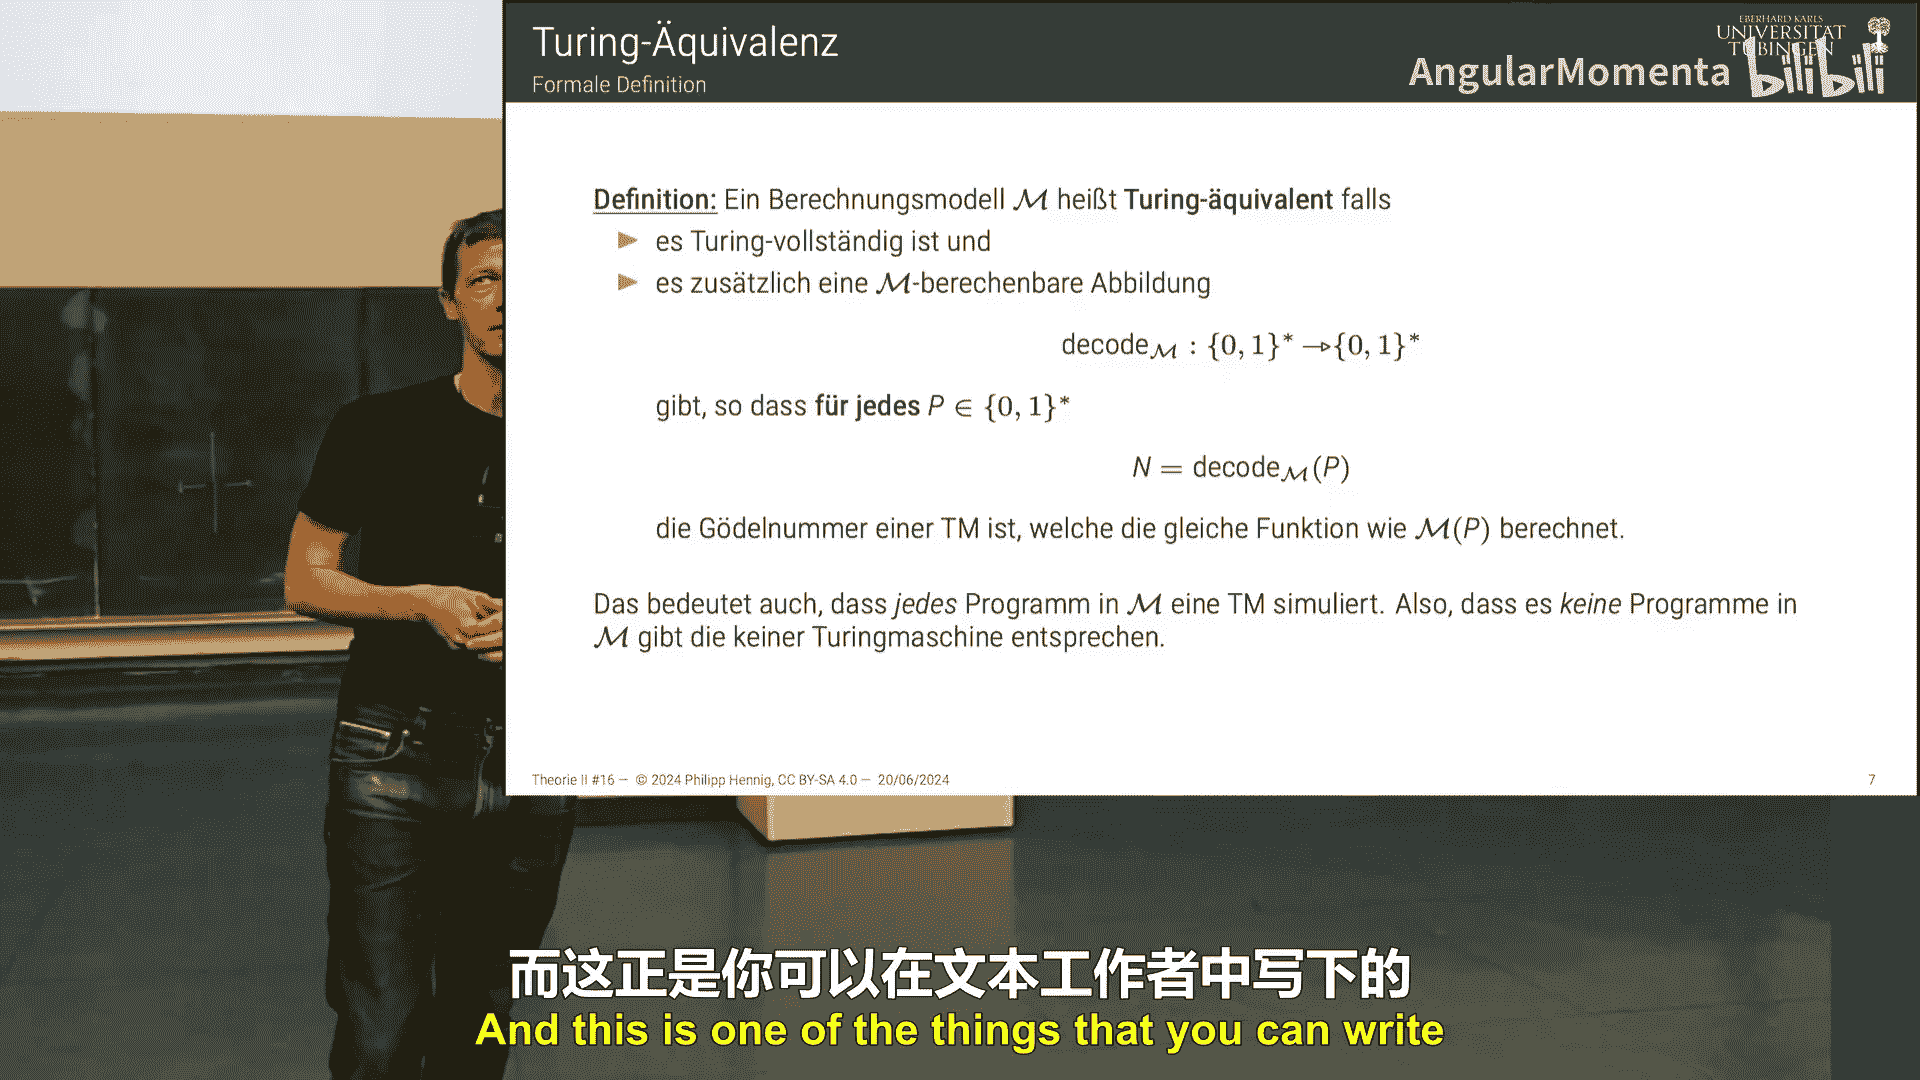 Turing-Äquivalenz
Formale Definition
EBERHARD KARLS
UNIVERSITÄT
TÜBINGEN
AngularMomenta
bilibili
Definition: Ein Berechnungsmodell ℳ heißt Turing-äquivalent falls
► es Turing-vollständig ist und
► es zusätzlich eine ℳ-berechenbare Abbildung
decode_ℳ : {0, 1}* ⇾ {0, 1}*
gibt, so dass für jedes P ∈ {0, 1}*
N = decode_ℳ(P)
die Gödelnummer einer TM ist, welche die gleiche Funktion wie ℳ(P) berechnet.
Das bedeutet auch, dass jedes Programm in ℳ eine TM simuliert. Also, dass es keine Programme in
ℳ gibt die keiner Turingmaschine entsprechen.
Theorie II #16 — © 2024 Philipp Hennig, CC BY-SA 4.0 — 20/06/2024
7
而这正是你可以在文本工作者中写下的
And this is one of the things that you can write